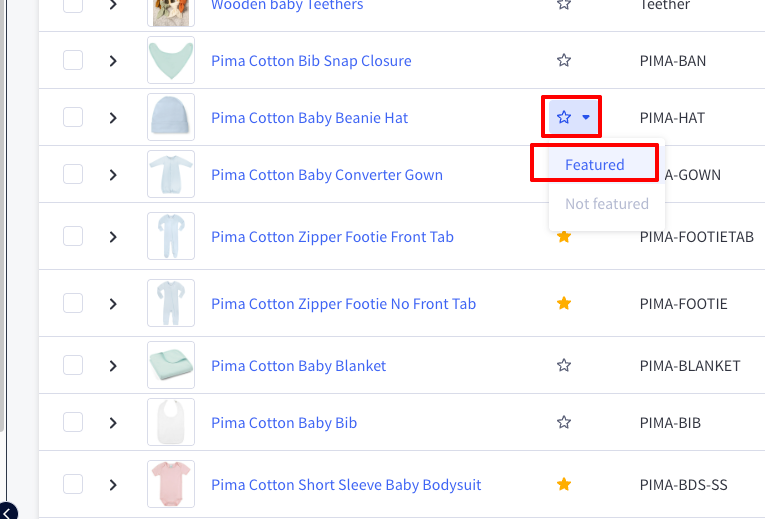 Wooden baby Teethers Teether
Pima Cotton Bib Snap Closure PIMA-BAN
Pima Cotton Baby Beanie Hat PIMA-HAT
Featured
Pima Cotton Baby Converter Gown A-GOWN
Not featured
Pima Cotton Zipper Footie Front Tab PIMA-FOOTIETAB
Pima Cotton Zipper Footie No Front Tab PIMA-FOOTIE
Pima Cotton Baby Blanket PIMA-BLANKET
Pima Cotton Baby Bib PIMA-BIB
Pima Cotton Short Sleeve Baby Bodysuit PIMA-BDS-SS